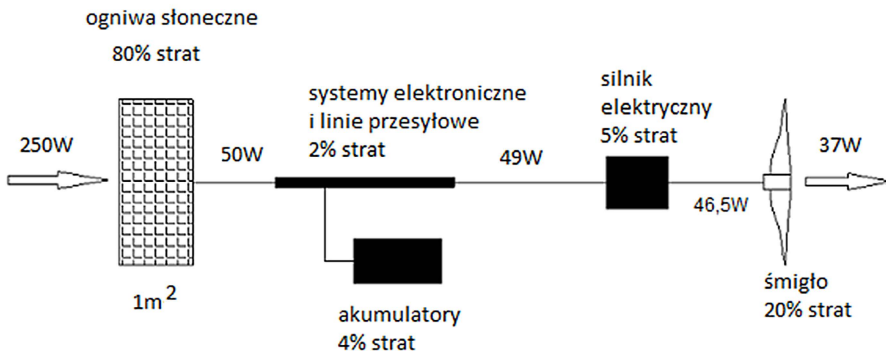 ogniwa słoneczne
80% strat
250W
1m²
50W
systemy elektroniczne
i linie przesyłowe
2% strat
akumulatory
4% strat
49W
silnik
elektryczny
5% strat
46,5W
37W
śmigło
20% strat